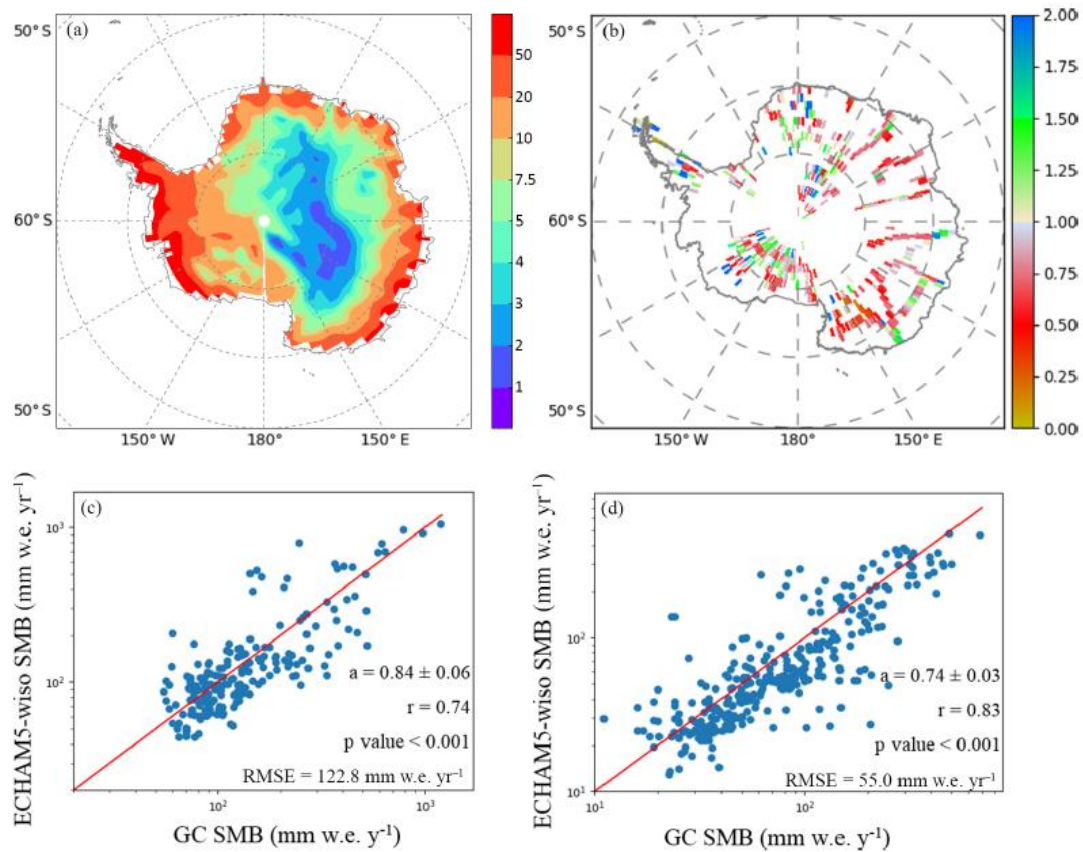 (a)
50°S
60°S
50°S
150°W
180°
150°E
50
20
10
7.5
5
4
3
2
1
(b)
50°S
60°S
50°S
150°W
180°
150°E
2.00
1.75
1.50
1.25
1.00
0.75
0.50
0.25
0.00
(c)
ECHAM5-wiso SMB (mm w.e. yr⁻¹)
10³
10²
a = 0.84 ± 0.06
r = 0.74
p value < 0.001
RMSE = 122.8 mm w.e. yr⁻¹
10²
10³
GC SMB (mm w.e. y⁻¹)
(d)
ECHAM5-wiso SMB (mm w.e. yr⁻¹)
10²
10¹
a = 0.74 ± 0.03
r = 0.83
p value < 0.001
RMSE = 55.0 mm w.e. yr⁻¹
10¹
10²
GC SMB (mm w.e. y⁻¹)